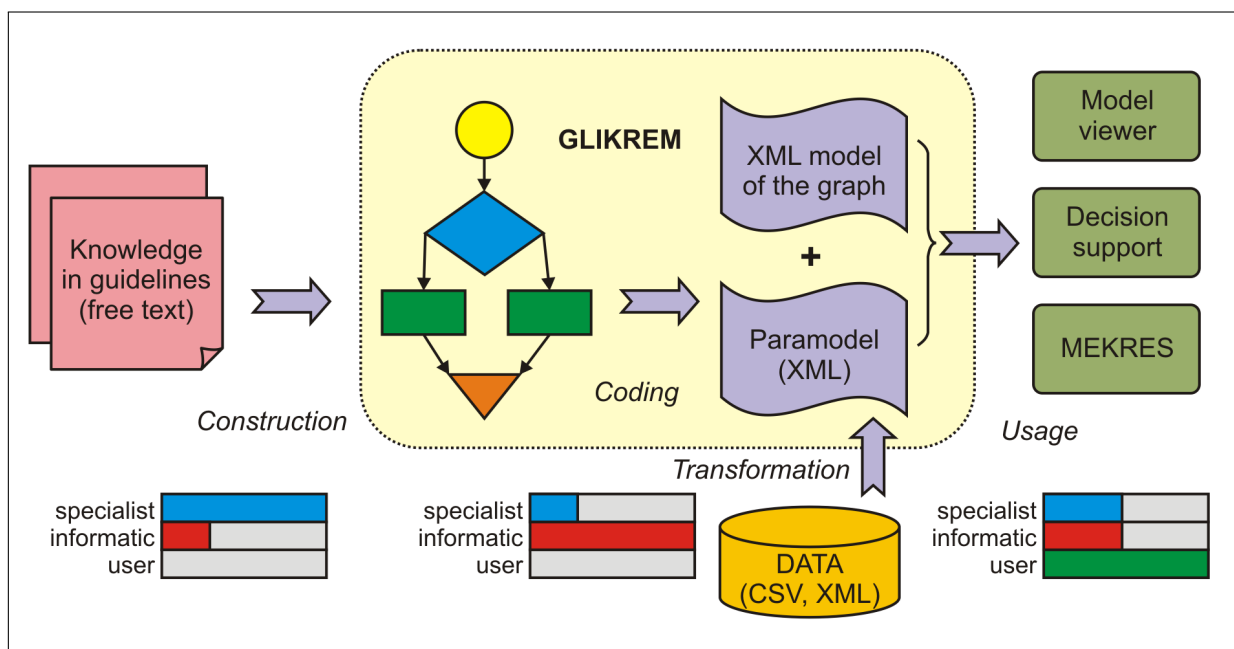 Knowledge
in guidelines
(free text)
Construction
GLIKREM
Coding
XML model
of the graph
+
Paramodel
(XML)
Transformation
DATA
(CSV, XML)
Model
viewer
Decision
support
MEKRES
Usage
specialist
informatic
user
specialist
informatic
user
specialist
informatic
user